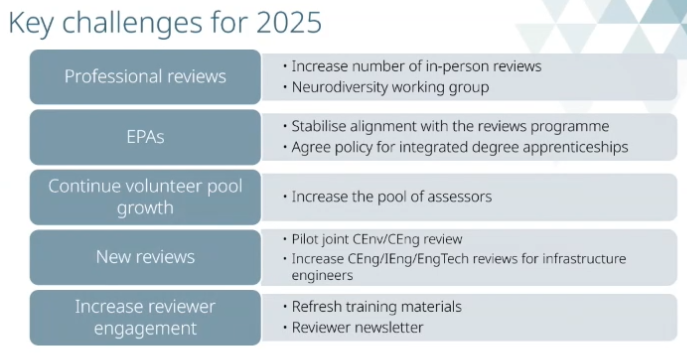 Key challenges for 2025
Professional reviews
• Increase number of in-person reviews
• Neurodiversity working group
EPAs
• Stabilise alignment with the reviews programme
• Agree policy for integrated degree apprenticeships
Continue volunteer pool
growth
• Increase the pool of assessors
New reviews
• Pilot joint CEnv/CEng review
• Increase CEng/IEng/EngTech reviews for infrastructure
engineers
Increase reviewer
engagement
• Refresh training materials
• Reviewer newsletter